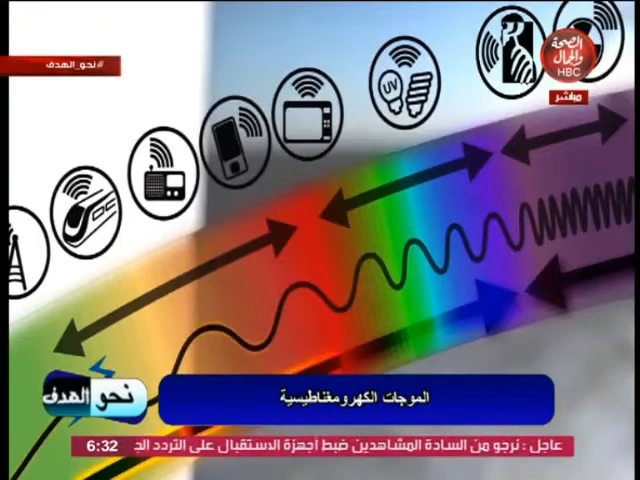 الصحة
والجمال
HBC
#نحو_الهدف
مباشر
UV
الموجات الكهرومغناطيسية
نحو الهدف
عاجل : نرجو من السادة المشاهدين ضبط أجهزة الاستقبال على التردد الج
6:32